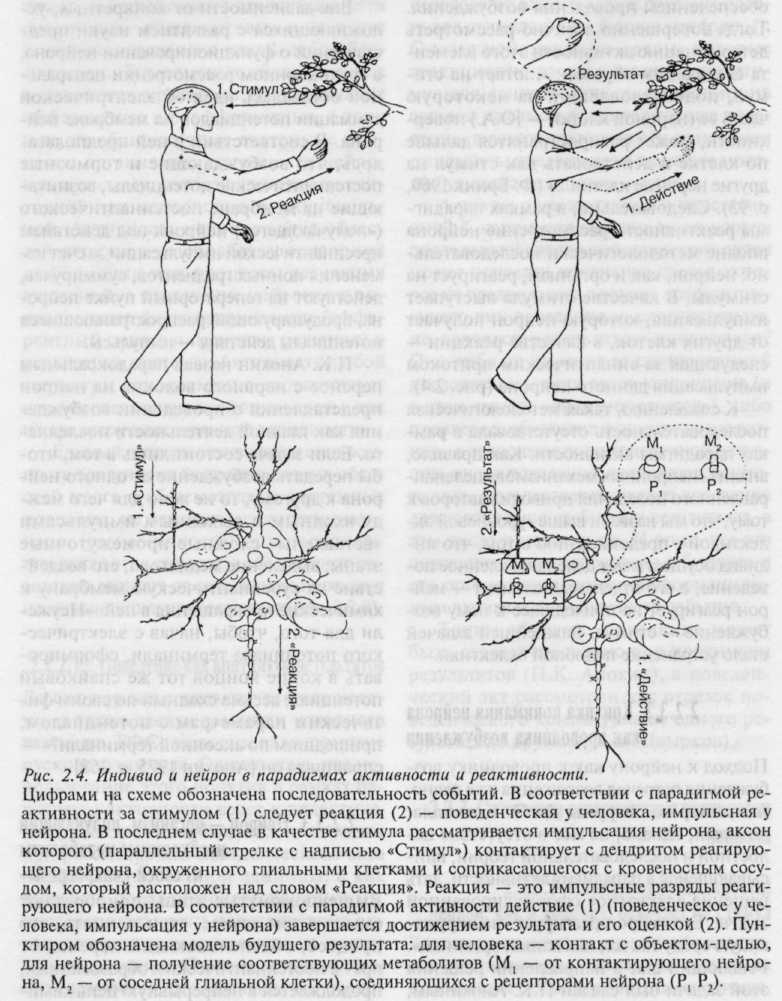 1. Стимул
2. Реакция
2. Результат
1. Действие
1. «Стимул»
2. «Реакция»
2. «Результат»
M₁ M₂
P₁ P₂
M₁ M₂
P₁ P₂
1. «Действие»
Рис. 2.4. Индивид и нейрон в парадигмах активности и реактивности.
Цифрами на схеме обозначена последовательность событий. В соответствии с парадигмой ре-
активности за стимулом (1) следует реакция (2) — поведенческая у человека, импульсная у
нейрона. В последнем случае в качестве стимула рассматривается импульсация нейрона, аксон
которого (параллельный стрелке с надписью «Стимул») контактирует с дендритом реагирую-
щего нейрона, окруженного глиальными клетками и соприкасающегося с кровеносным сосу-
дом, который расположен над словом «Реакция». Реакция — это импульсные разряды реаги-
рующего нейрона. В соответствии с парадигмой активности действие (1) (поведенческое у че-
ловека, импульсация у нейрона) завершается достижением результата и его оценкой (2). Пун-
ктиром обозначена модель будущего результата: для человека — контакт с объектом-целью,
для нейрона — получение соответствующих метаболитов (M₁ — от контактирующего нейро-
на, M₂ — от соседней глиальной клетки), соединяющихся с рецепторами нейрона (P₁, P₂).